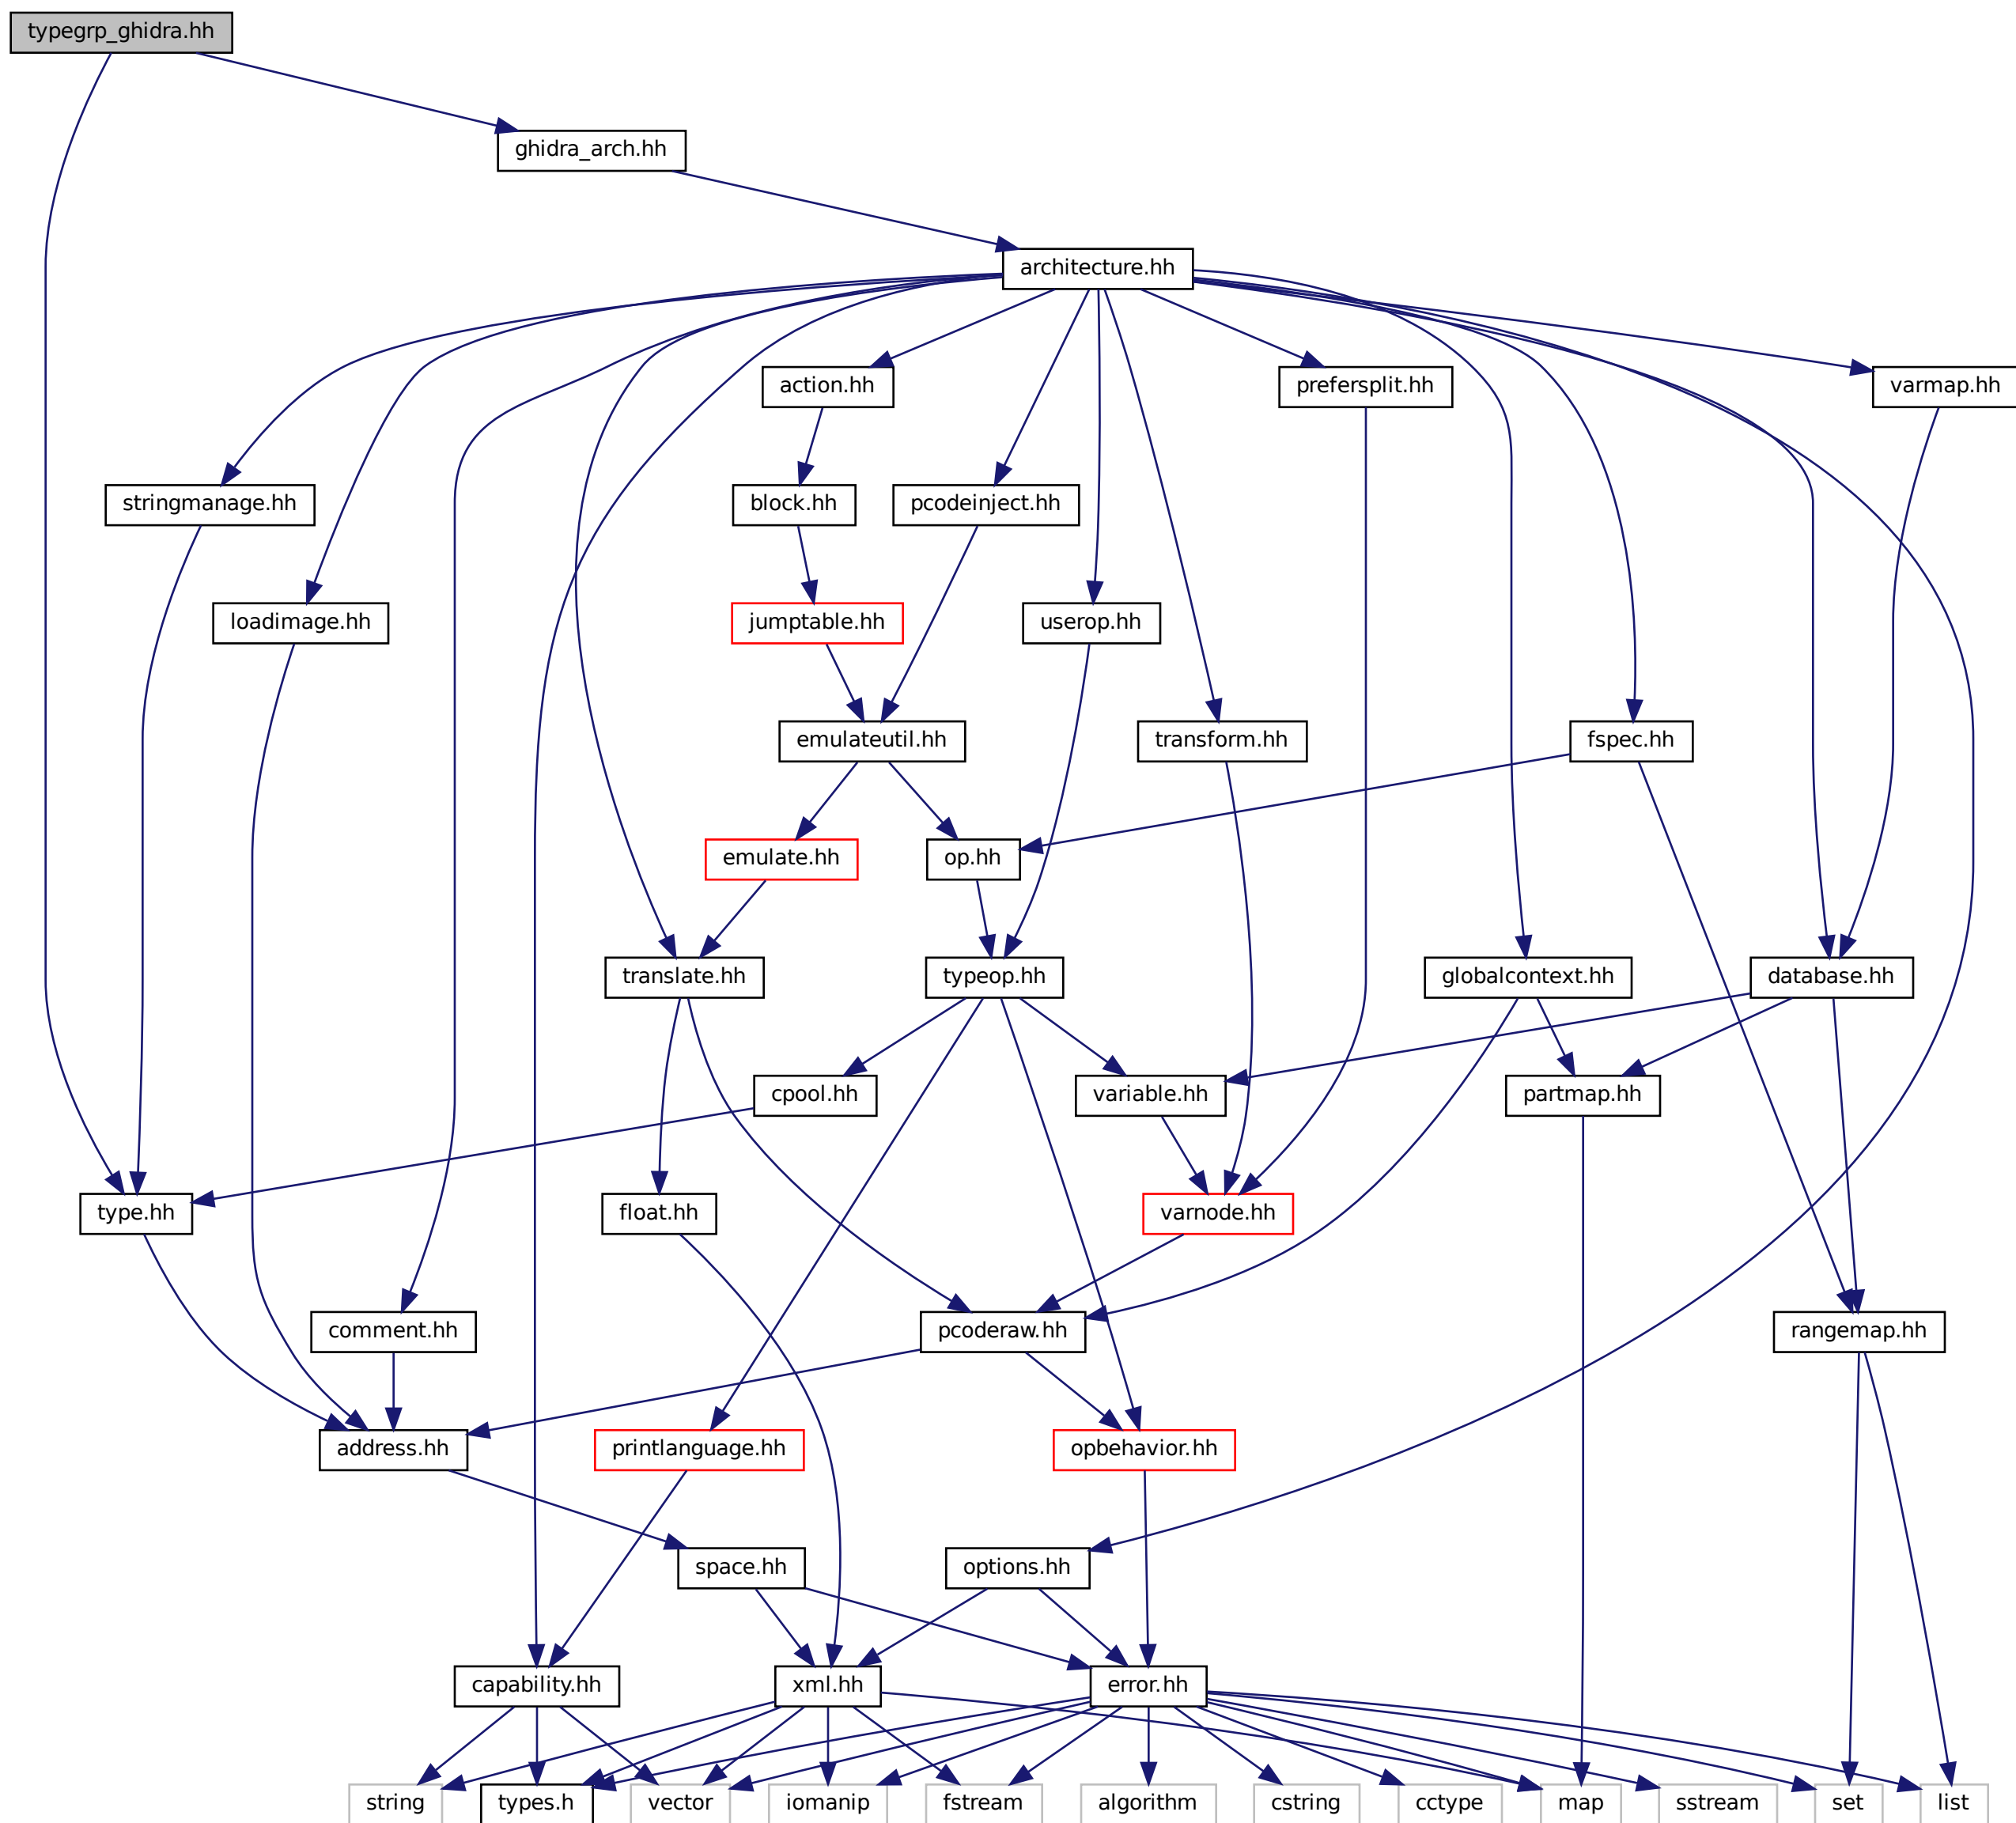 typegrp_ghidra.hh
ghidra_arch.hh
architecture.hh
action.hh
prefersplit.hh
varmap.hh
stringmanage.hh
block.hh
pcodeinject.hh
loadimage.hh
jumptable.hh
userop.hh
emulateutil.hh
transform.hh
fspec.hh
emulate.hh
op.hh
translate.hh
typeop.hh
globalcontext.hh
database.hh
cpool.hh
variable.hh
partmap.hh
type.hh
float.hh
varnode.hh
comment.hh
pcoderaw.hh
rangemap.hh
address.hh
printlanguage.hh
opbehavior.hh
space.hh
options.hh
capability.hh
xml.hh
error.hh
string
types.h
vector
iomanip
fstream
algorithm
cstring
cctype
map
sstream
set
list